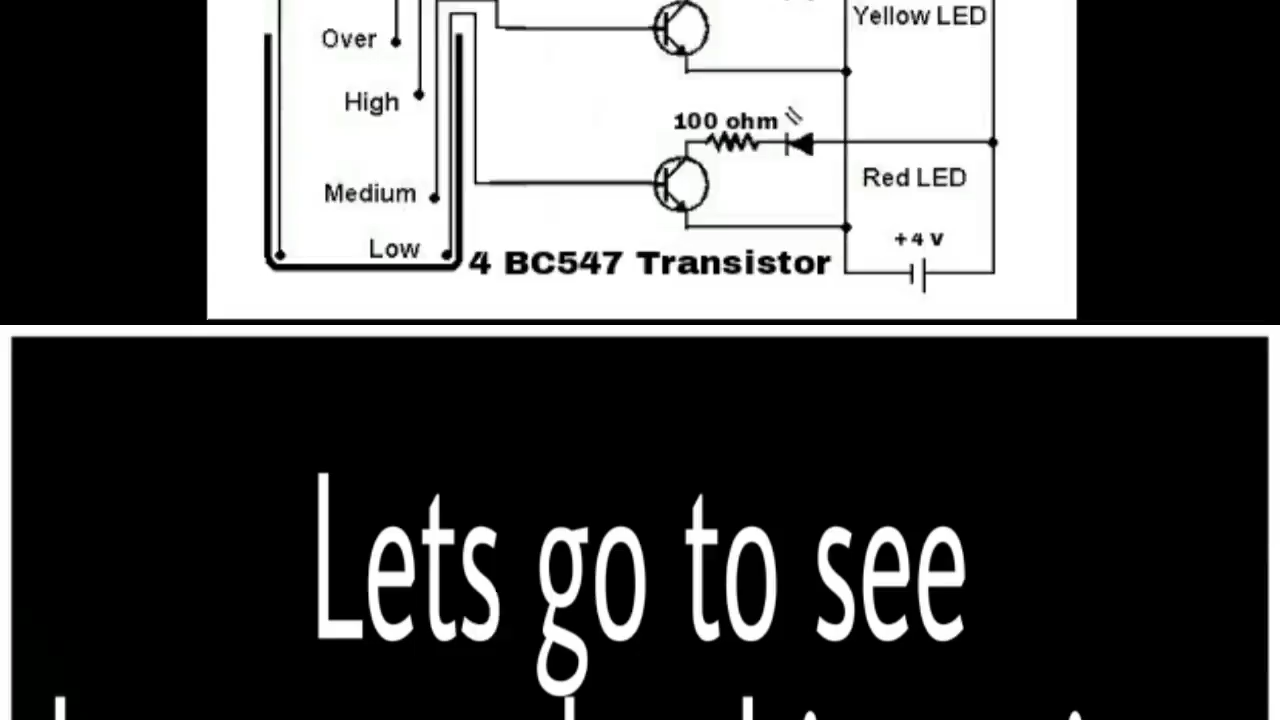 Yellow LED
Over
High
100 ohm
Medium
Red LED
+4 V
Low
4 BC547 Transistor
Lets go to see